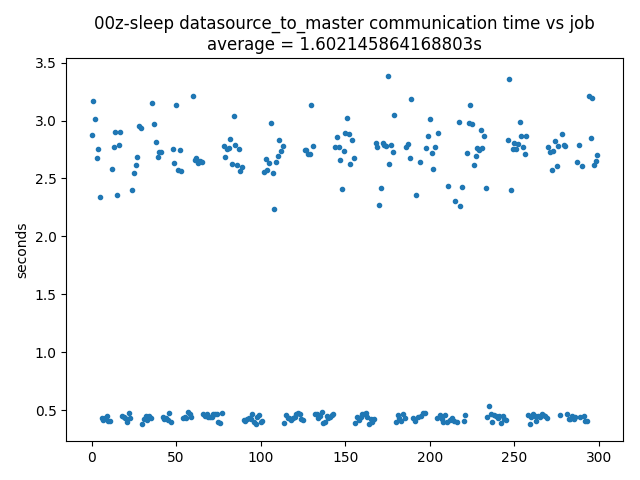 00z-sleep datasource_to_master communication time vs job
average = 1.602145864168803s
3.5
3.0
2.5
2.0
1.5
1.0
0.5
seconds
0 50 100 150 200 250 300